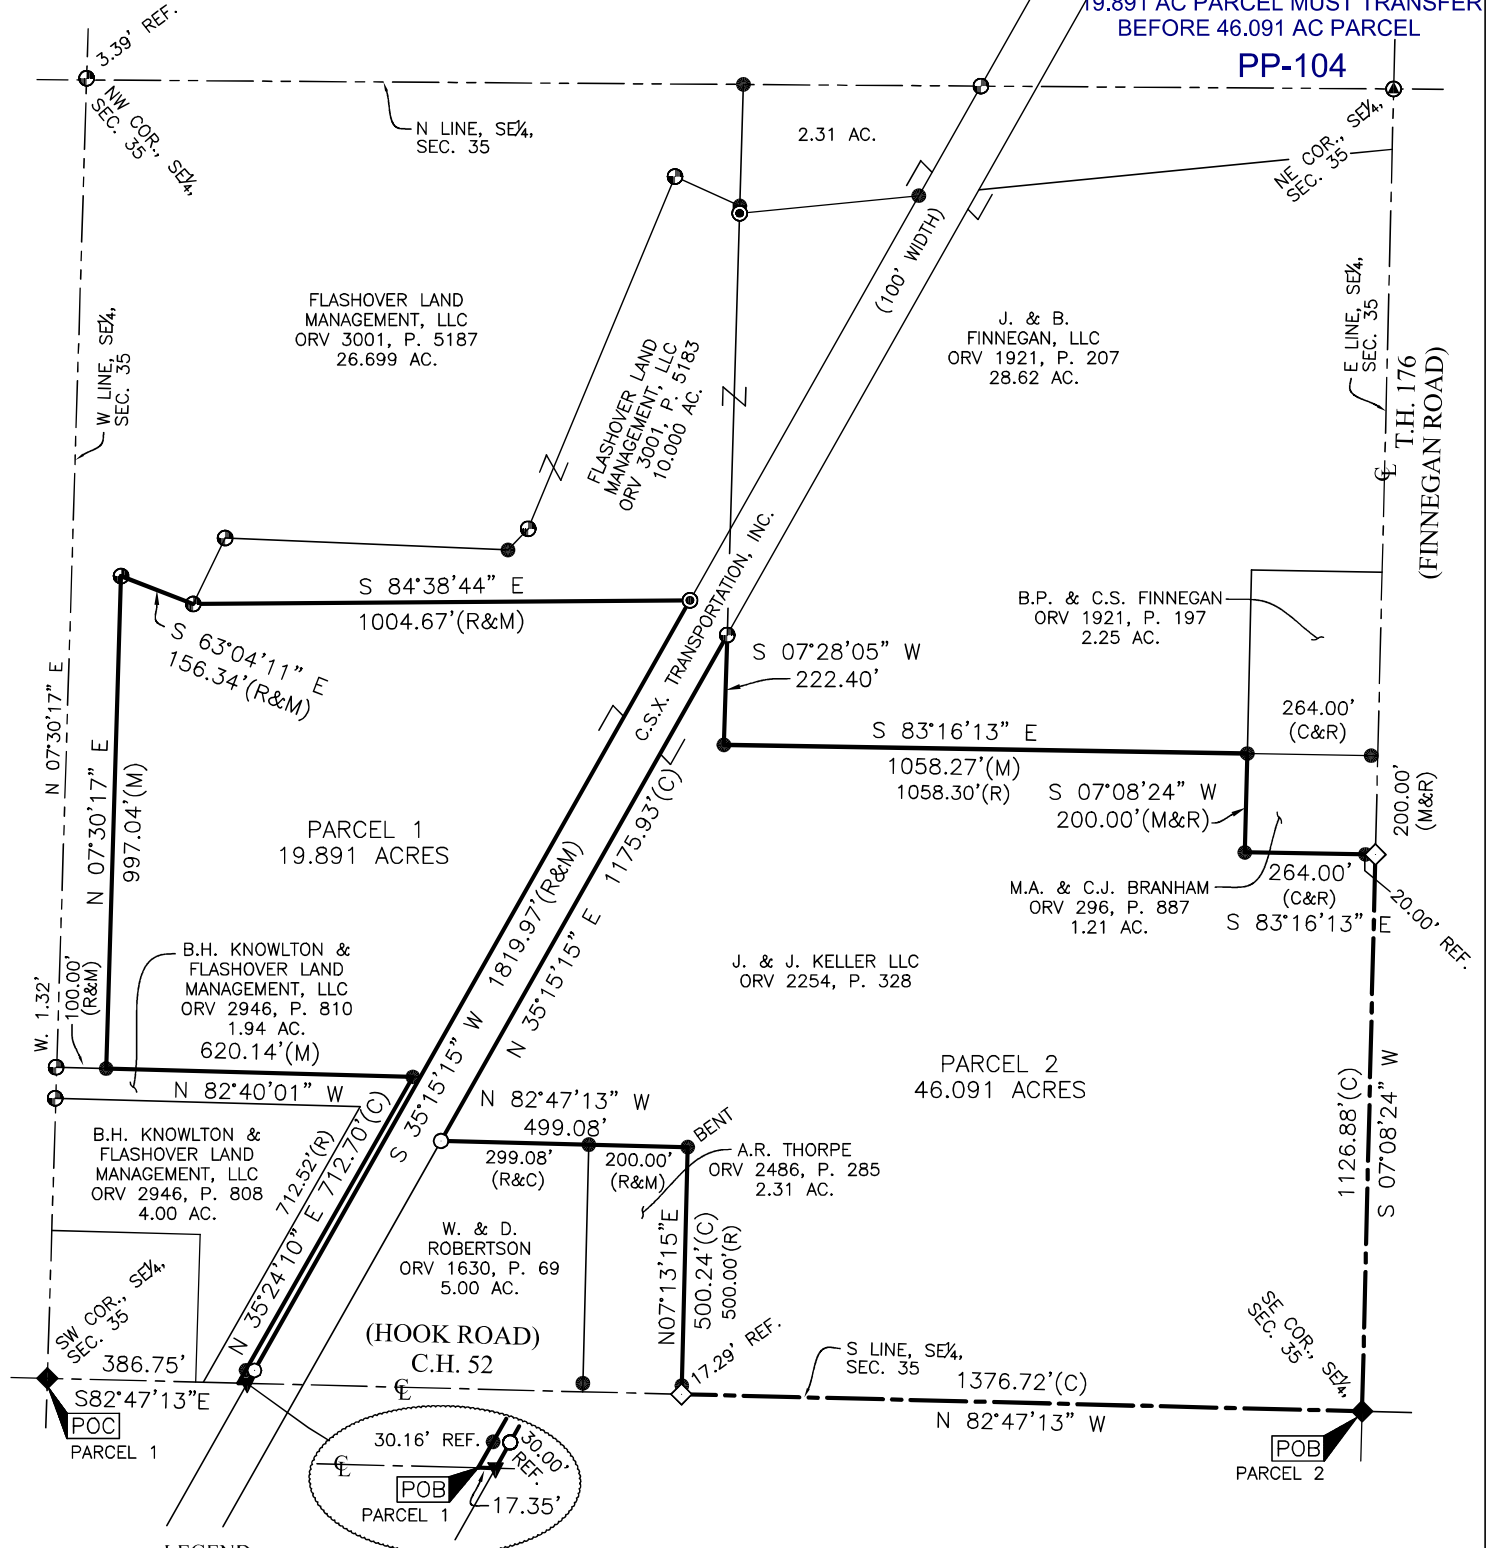 19.891 AC PARCEL MUST TRANSFER
BEFORE 46.091 AC PARCEL
PP-104
3.39' REF.
NW COR., SE¼,
SEC. 35
N LINE, SE¼,
SEC. 35
2.31 AC.
NE COR., SE¼,
SEC. 35
(100' WIDTH)
W LINE, SE¼,
SEC. 35
FLASHOVER LAND
MANAGEMENT, LLC
ORV 3001, P. 5187
26.699 AC.
FLASHOVER LAND
MANAGEMENT, LLC
ORV 3001, P. 5183
10.000 AC.
J. & B.
FINNEGAN, LLC
ORV 1921, P. 207
28.62 AC.
E LINE, SE¼,
SEC. 35
T.H. 176
(FINNEGAN ROAD)
C.S.X. TRANSPORTATION, INC.
S 84°38'44" E
1004.67'(R&M)
S 63°04'11" E
156.34'(R&M)
B.P. & C.S. FINNEGAN
ORV 1921, P. 197
2.25 AC.
S 07°28'05" W
222.40'
N 07°30'17" E
N 07°30'17" E
997.04'(M)
264.00'
(C&R)
S 83°16'13" E
1058.27'(M)
1058.30'(R)
S 07°08'24" W
200.00'(M&R)
200.00'
(M&R)
PARCEL 1
19.891 ACRES
S 35°15'15" W 1819.97'(R&M)
N 35°15'15" E 1175.93'(C)
M.A. & C.J. BRANHAM
ORV 296, P. 887
1.21 AC.
264.00'
(C&R)
S 83°16'13" E
20.00' REF.
W. 1.32'
100.00'
(R&M)
B.H. KNOWLTON &
FLASHOVER LAND
MANAGEMENT, LLC
ORV 2946, P. 810
1.94 AC.
620.14'(M)
N 82°40'01" W
J. & J. KELLER LLC
ORV 2254, P. 328
PARCEL 2
46.091 ACRES
1126.88'(C)
S 07°08'24" W
N 82°47'13" W
499.08'
BENT
299.08'
(R&C)
200.00'
(R&M)
A.R. THORPE
ORV 2486, P. 285
2.31 AC.
B.H. KNOWLTON &
FLASHOVER LAND
MANAGEMENT, LLC
ORV 2946, P. 808
4.00 AC.
712.52'(R)
N 35°24'10" E 712.70'(C)
W. & D.
ROBERTSON
ORV 1630, P. 69
5.00 AC.
N07°13'15"E
500.24'(C)
500.00'(R)
SW COR., SE¼,
SEC. 35
386.75'
S82°47'13"E
(HOOK ROAD)
C.H. 52
17.29' REF.
S LINE, SE¼,
SEC. 35
1376.72'(C)
N 82°47'13" W
SE COR., SE¼,
SEC. 35
POC
PARCEL 1
30.16' REF.
30.00'
REF.
POB
PARCEL 1
17.35'
POB
PARCEL 2
LEGEND